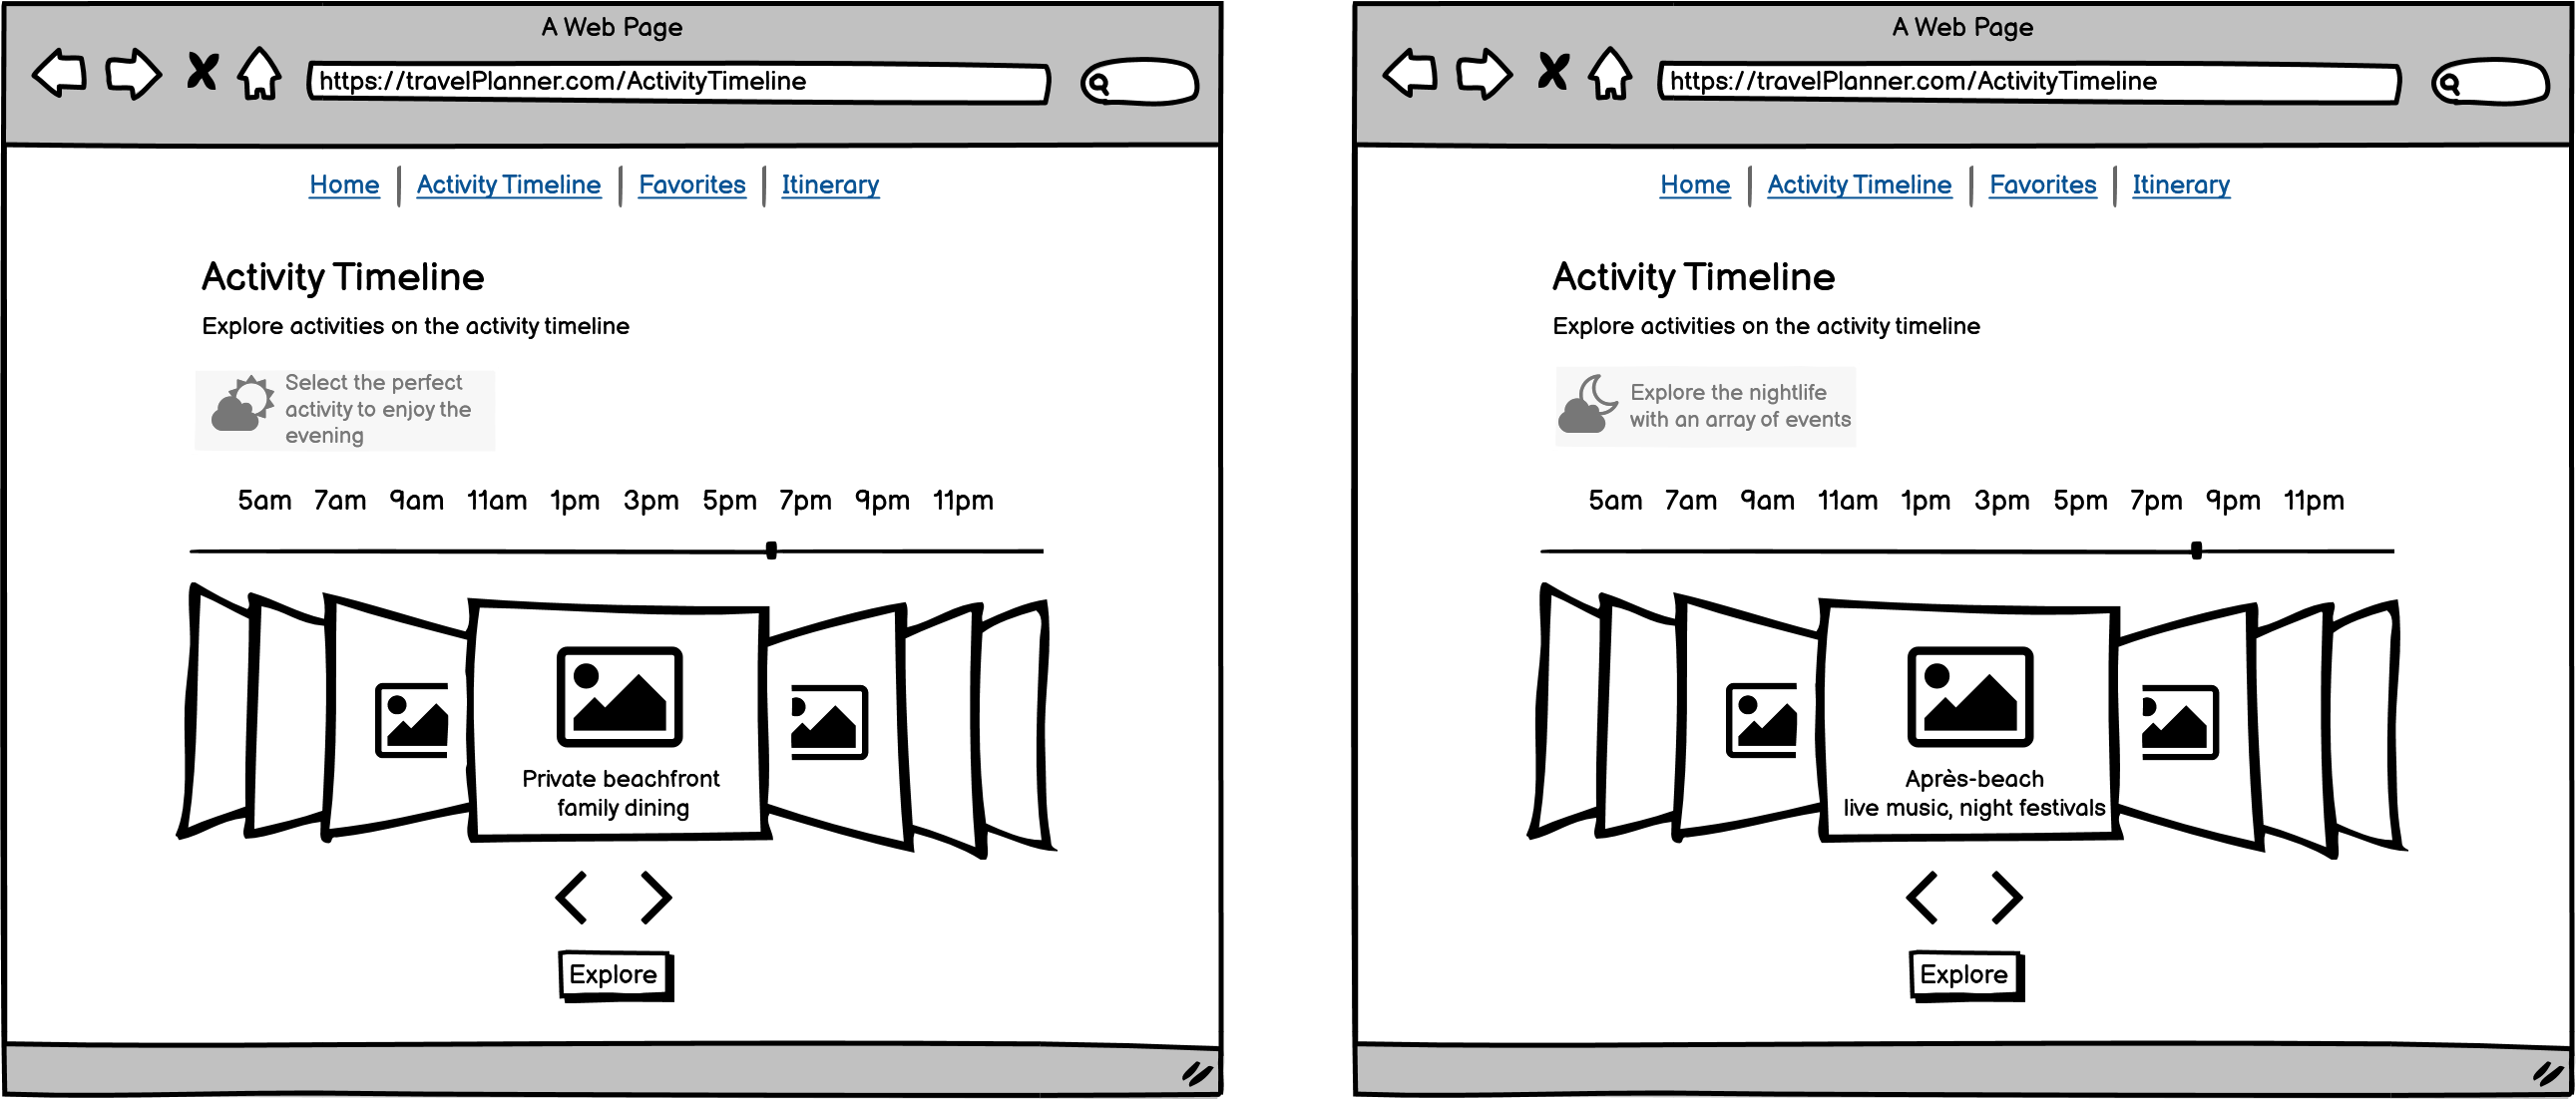 A Web Page
https://travelPlanner.com/ActivityTimeline
Home
Activity Timeline
Favorites
Itinerary
Activity Timeline
Explore activities on the activity timeline
Select the perfect
activity to enjoy the
evening
5am 7am 9am 11am 1pm 3pm 5pm 7pm 9pm 11pm
Private beachfront
family dining
Explore
A Web Page
https://travelPlanner.com/ActivityTimeline
Home
Activity Timeline
Favorites
Itinerary
Activity Timeline
Explore activities on the activity timeline
Explore the nightlife
with an array of events
5am 7am 9am 11am 1pm 3pm 5pm 7pm 9pm 11pm
Après-beach
live music, night festivals
Explore